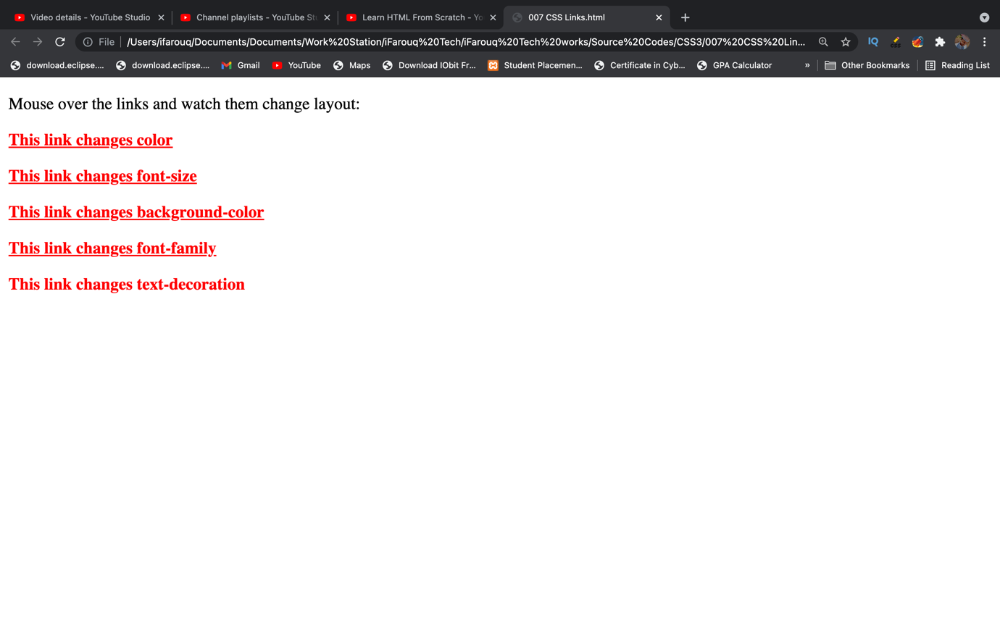 Video details - YouTube Studio
Channel playlists - YouTube Stu
Learn HTML From Scratch - Yo
007 CSS Links.html
File
/Users/ifarouq/Documents/Documents/Work%20Station/iFarouq%20Tech/iFarouq%20Tech%20works/Source%20Codes/CSS3/007%20CSS%20Lin...
IQ
CSS
download.eclipse....
download.eclipse....
Gmail
YouTube
Maps
Download IObit Fr...
Student Placemen...
Certificate in Cyb...
GPA Calculator
»
Other Bookmarks
Reading List
Mouse over the links and watch them change layout:
This link changes color
This link changes font-size
This link changes background-color
This link changes font-family
This link changes text-decoration